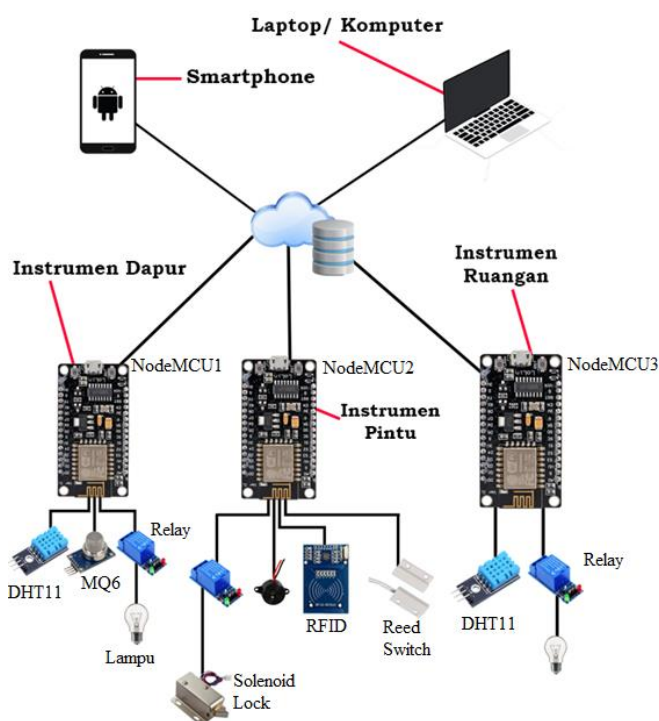 Laptop/ Komputer
Smartphone
Instrumen Dapur
Instrumen
Ruangan
NodeMCU1
NodeMCU2
NodeMCU3
Instrumen
Pintu
Relay
DHT11
MQ6
Lampu
Solenoid
Lock
RFID
Reed
Switch
DHT11
Relay